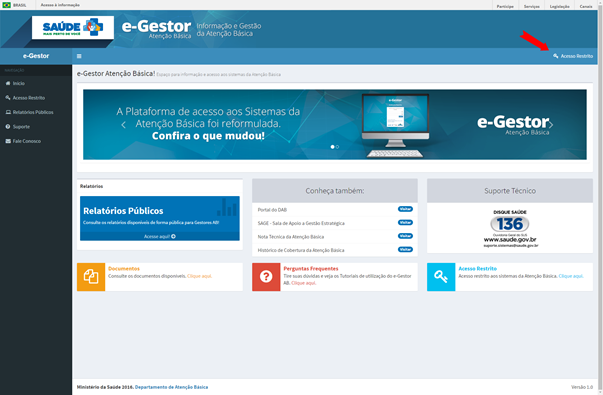 BRASIL
Acesso à informação
Participe
Serviços
Legislação
Canais
SAÚDE
MAIS PERTO DE VOCÊ
e-Gestor
Atenção Básica
Informação e Gestão
da Atenção Básica
e-Gestor
Acesso Restrito
Início
Acesso Restrito
Relatórios Públicos
Suporte
Fale Conosco
e-Gestor Atenção Básica! Espaço para informação e acesso aos sistemas da Atenção Básica
A Plataforma de acesso aos Sistemas da
Atenção Básica foi reformulada.
Confira o que mudou!
e-Gestor
Atenção Básica
Relatórios
Relatórios Públicos
Consulte os relatórios disponíveis de forma pública para Gestores AB!
Acesse aqui!
Conheça também:
Portal do DAB
Visitar
SAGE - Sala de Apoio a Gestão Estratégica
Visitar
Nota Técnica da Atenção Básica
Visitar
Histórico de Cobertura da Atenção Básica
Visitar
Suporte Técnico
DISQUE SAÚDE
136
Ouvidoria Geral do SUS
www.saude.gov.br
suporte.sistemas@saude.gov.br
Documentos
Consulte os documentos disponíveis. Clique aqui!
Perguntas Frequentes
Tire suas dúvidas e veja os Tutoriais de utilização do e-Gestor
AB. Clique aqui.
Acesso Restrito
Acesso restrito aos sistemas da Atenção Básica. Clique aqui.
Ministério da Saúde 2016. Departamento de Atenção Básica
Versão 1.0